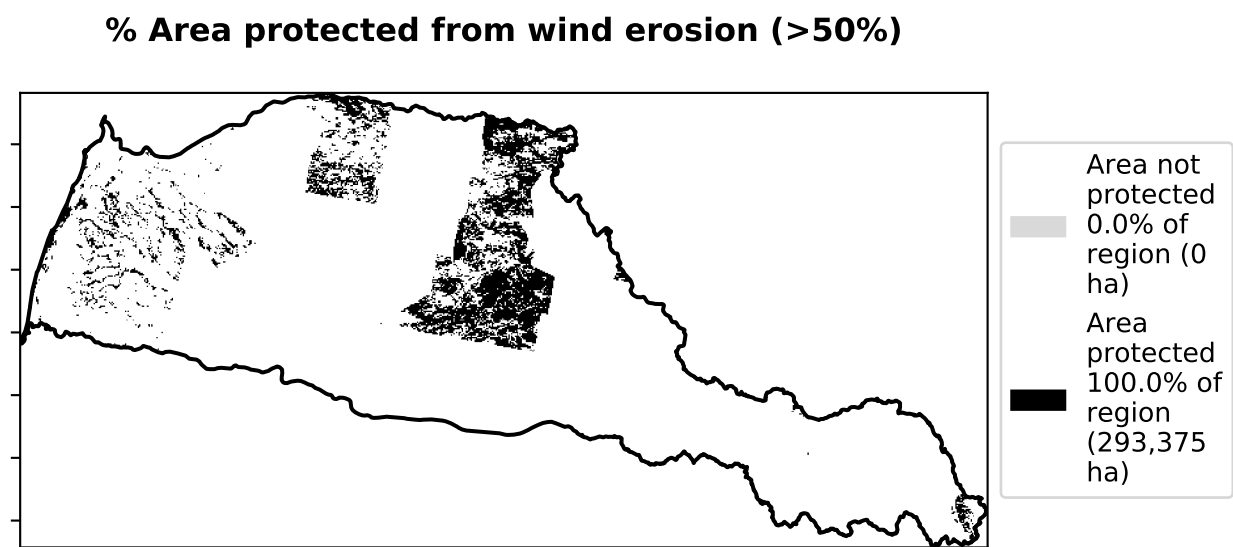 % Area protected from wind erosion (>50%)
Area not
protected
0.0% of
region (0
ha)
Area
protected
100.0% of
region
(293,375
ha)